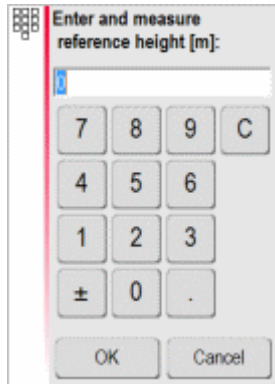 Enter and measure
reference height [m]:
0
7 8 9 C
4 5 6
1 2 3
± 0 .
OK Cancel